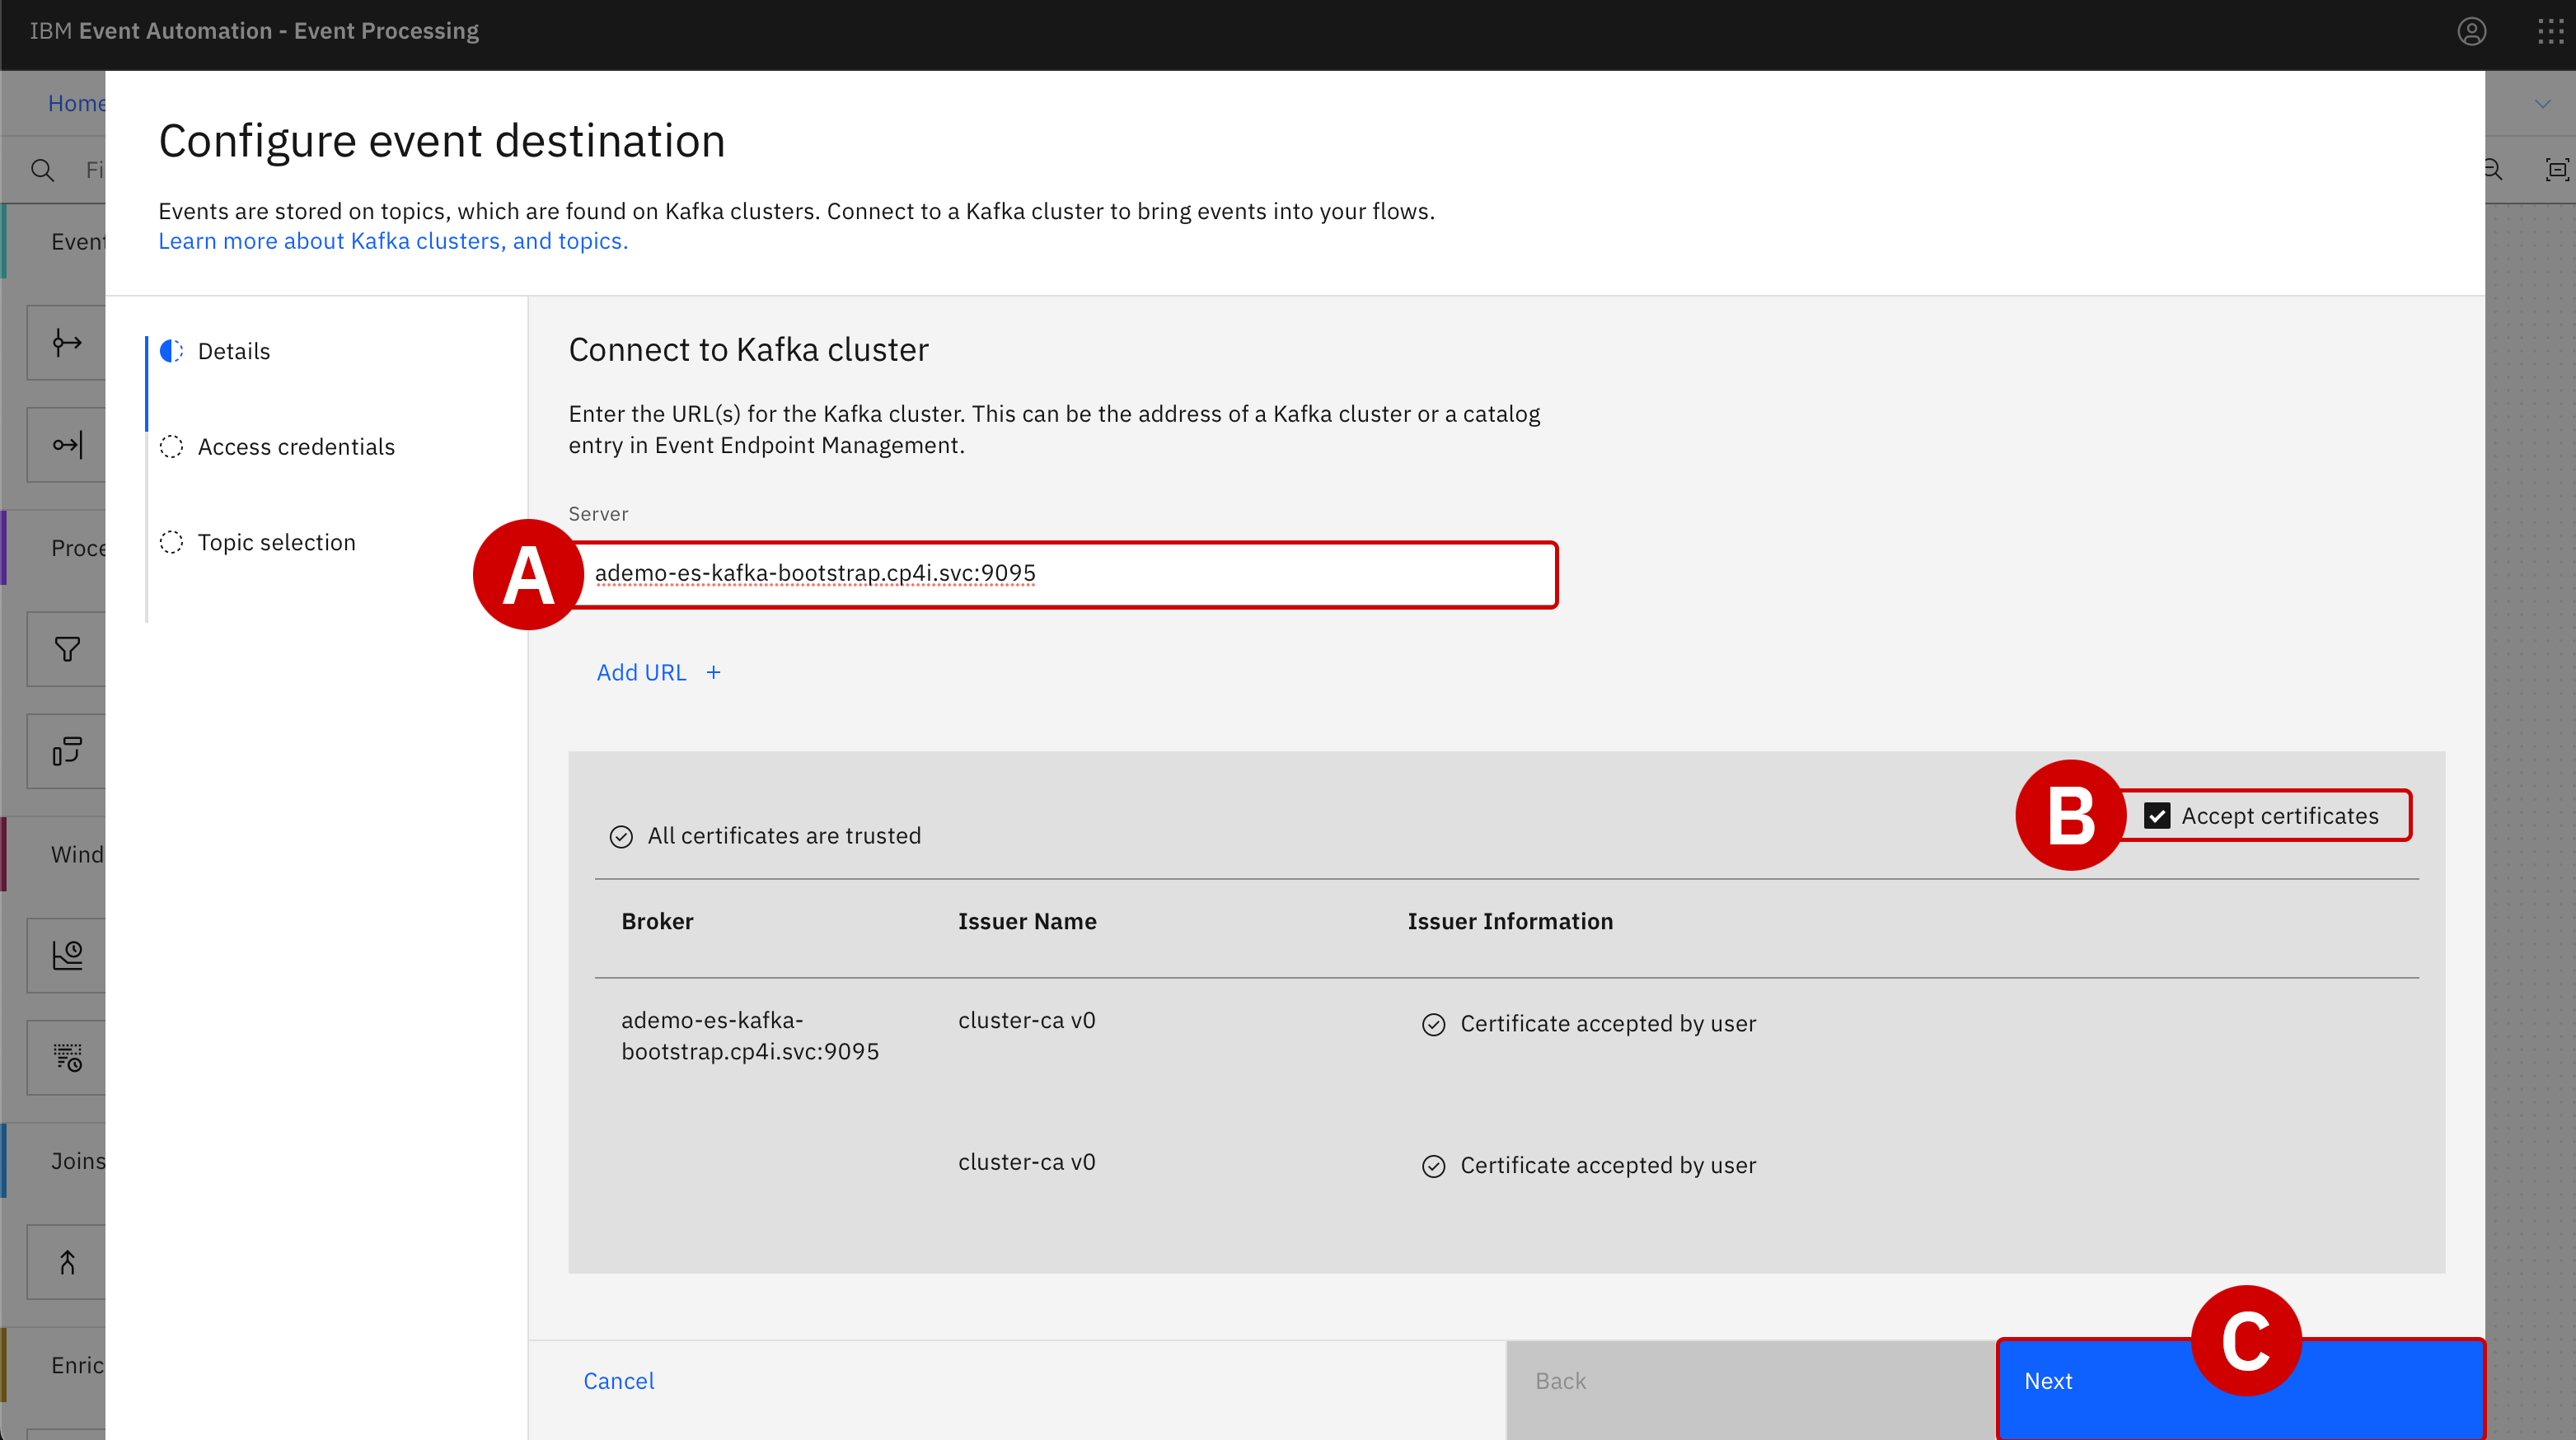 IBM Event Automation - Event Processing
Home
Configure event destination
Events are stored on topics, which are found on Kafka clusters. Connect to a Kafka cluster to bring events into your flows.
Learn more about Kafka clusters, and topics.
Fi
Event
Proce
Wind
Joins
Enric
Details
Access credentials
Topic selection
Connect to Kafka cluster
Enter the URL(s) for the Kafka cluster. This can be the address of a Kafka cluster or a catalog
entry in Event Endpoint Management.
Server
A
ademo-es-kafka-bootstrap.cp4i.svc:9095
Add URL +
B
Accept certificates
All certificates are trusted
Broker Issuer Name Issuer Information
ademo-es-kafka- cluster-ca v0 Certificate accepted by user
bootstrap.cp4i.svc:9095
cluster-ca v0 Certificate accepted by user
C
Cancel Back Next